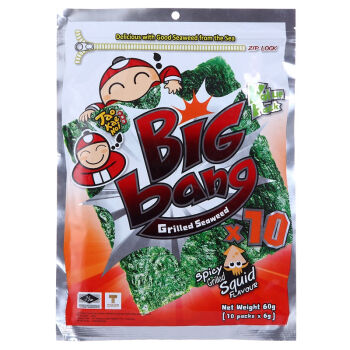 Delicious with Good Seaweed from the Sea
ZIP LOCK
Tao
Kae
Noi
BIG
bang
Grilled Seaweed
x10
Spicy Grilled
Squid
FLAVOUR
Net Weight 60g
[10 packs x 6g]